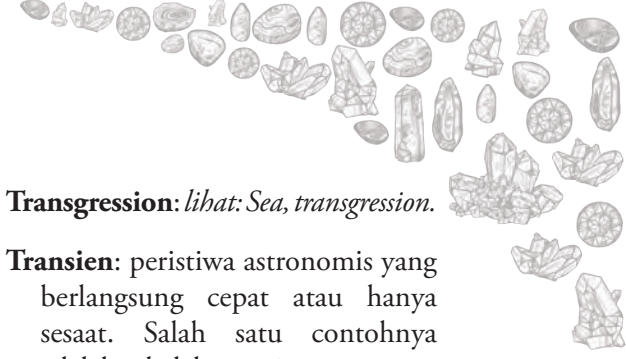 Transgression: lihat: Sea, transgression.
Transien: peristiwa astronomis yang
berlangsung cepat atau hanya
sesaat. Salah satu contohnya